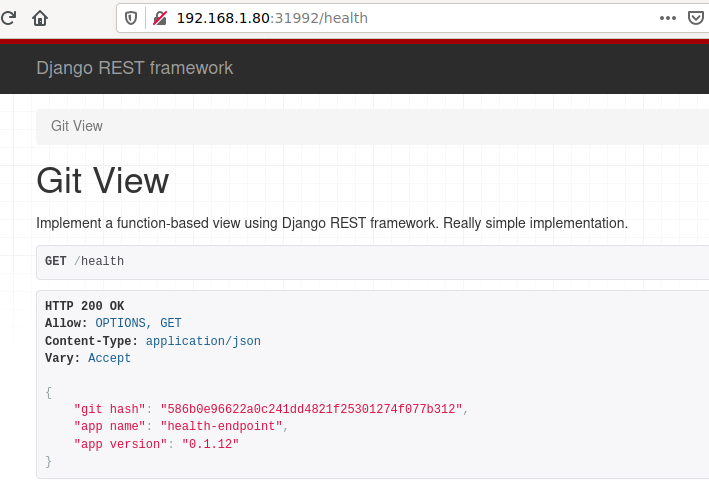 192.168.1.80:31992/health
Django REST framework
Git View
Git View
Implement a function-based view using Django REST framework. Really simple implementation.
GET /health
HTTP 200 OK
Allow: OPTIONS, GET
Content-Type: application/json
Vary: Accept
{
    "git hash": "586b0e96622a0c241dd4821f25301274f077b312",
    "app name": "health-endpoint",
    "app version": "0.1.12"
}